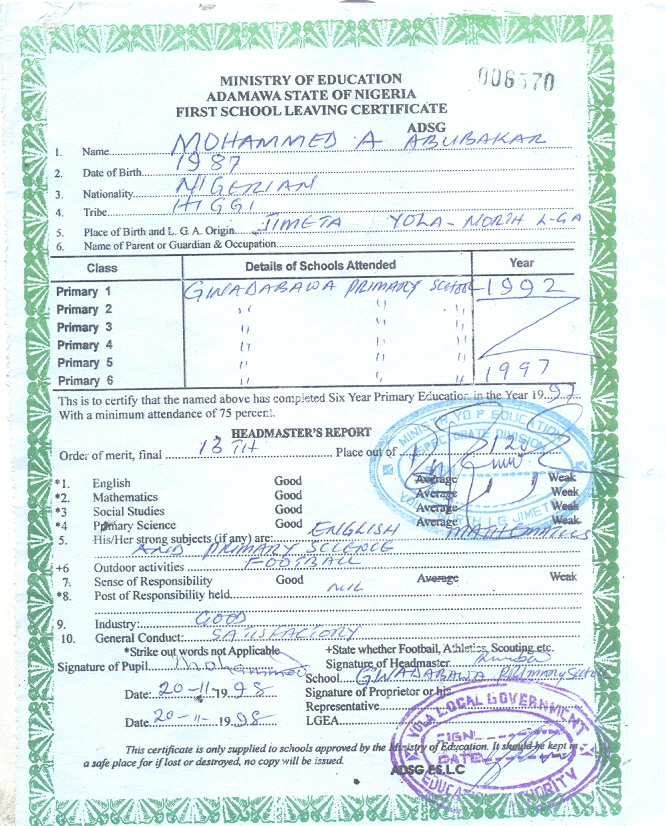 006570
MINISTRY OF EDUCATION
ADAMAWA STATE OF NIGERIA
FIRST SCHOOL LEAVING CERTIFICATE
ADSG
1. Name MOHAMMED A ABUBAKAR
2. Date of Birth 1987
3. Nationality NIGERIAN
4. Tribe HIGGI
5. Place of Birth and L. G. A. Origin JIMETA YOLA-NORTH L-GA
6. Name of Parent or Guardian & Occupation
Class Details of Schools Attended Year
Primary 1 GWADABAWA PRIMARY SCHOOL 1992
Primary 2 " "
Primary 3 " "
Primary 4 " "
Primary 5 " "
Primary 6 " " 1997
Ths is to certify that the named above has completed Six Year Primary Education in the Year 1997
With a minimum attendance of 75 percent.
HEADMASTER'S REPORT
Order of merit, final 13TH Place out of
MINISTRY OF EDUCATION
*1. English Good Average Weak
*2. Mathematics Good Average Weak
*3 Social Studies Good Average Weak
*4 Primary Science Good Average Weak
5. His/Her strong subjects (if any) are: ENGLISH MATHEMATICS
AND PRIMARY SCIENCE
+6 Outdoor activities FOOTBALL
7. Sense of Responsibility Good Average Weak
*8. Post of Responsibility held NIL
9. Industry: GOOD
10. General Conduct: SATISFACTORY
*Strike out words not Applicable +State whether Football, Athletics, Scouting etc.
Signature of Pupil Mohammed Signature of Headmaster
School GWADABAWA Primary School
Date: 20-11-1998 Signature of Proprietor or his
Representative
Date 20-11-1998 LGEA
YOLA LOCAL GOVERNMENT
SIGN
DATE
EDUCATION AUTHORITY
This certificate is only supplied to schools approved by the Ministry of Education. It should be kept in
a safe place for if lost or destroyed, no copy will be issued.
ADSG F.S.L.C